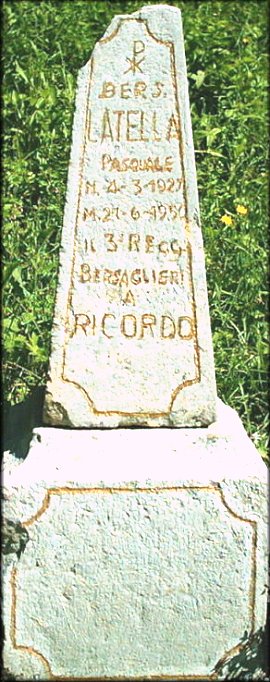 ☧
BERS.
LATELLA
PASQUALE
N. 4-3-1927
M. 21-6-1950
IL 3° REGG.
BERSAGLIERI
A
RICORDO